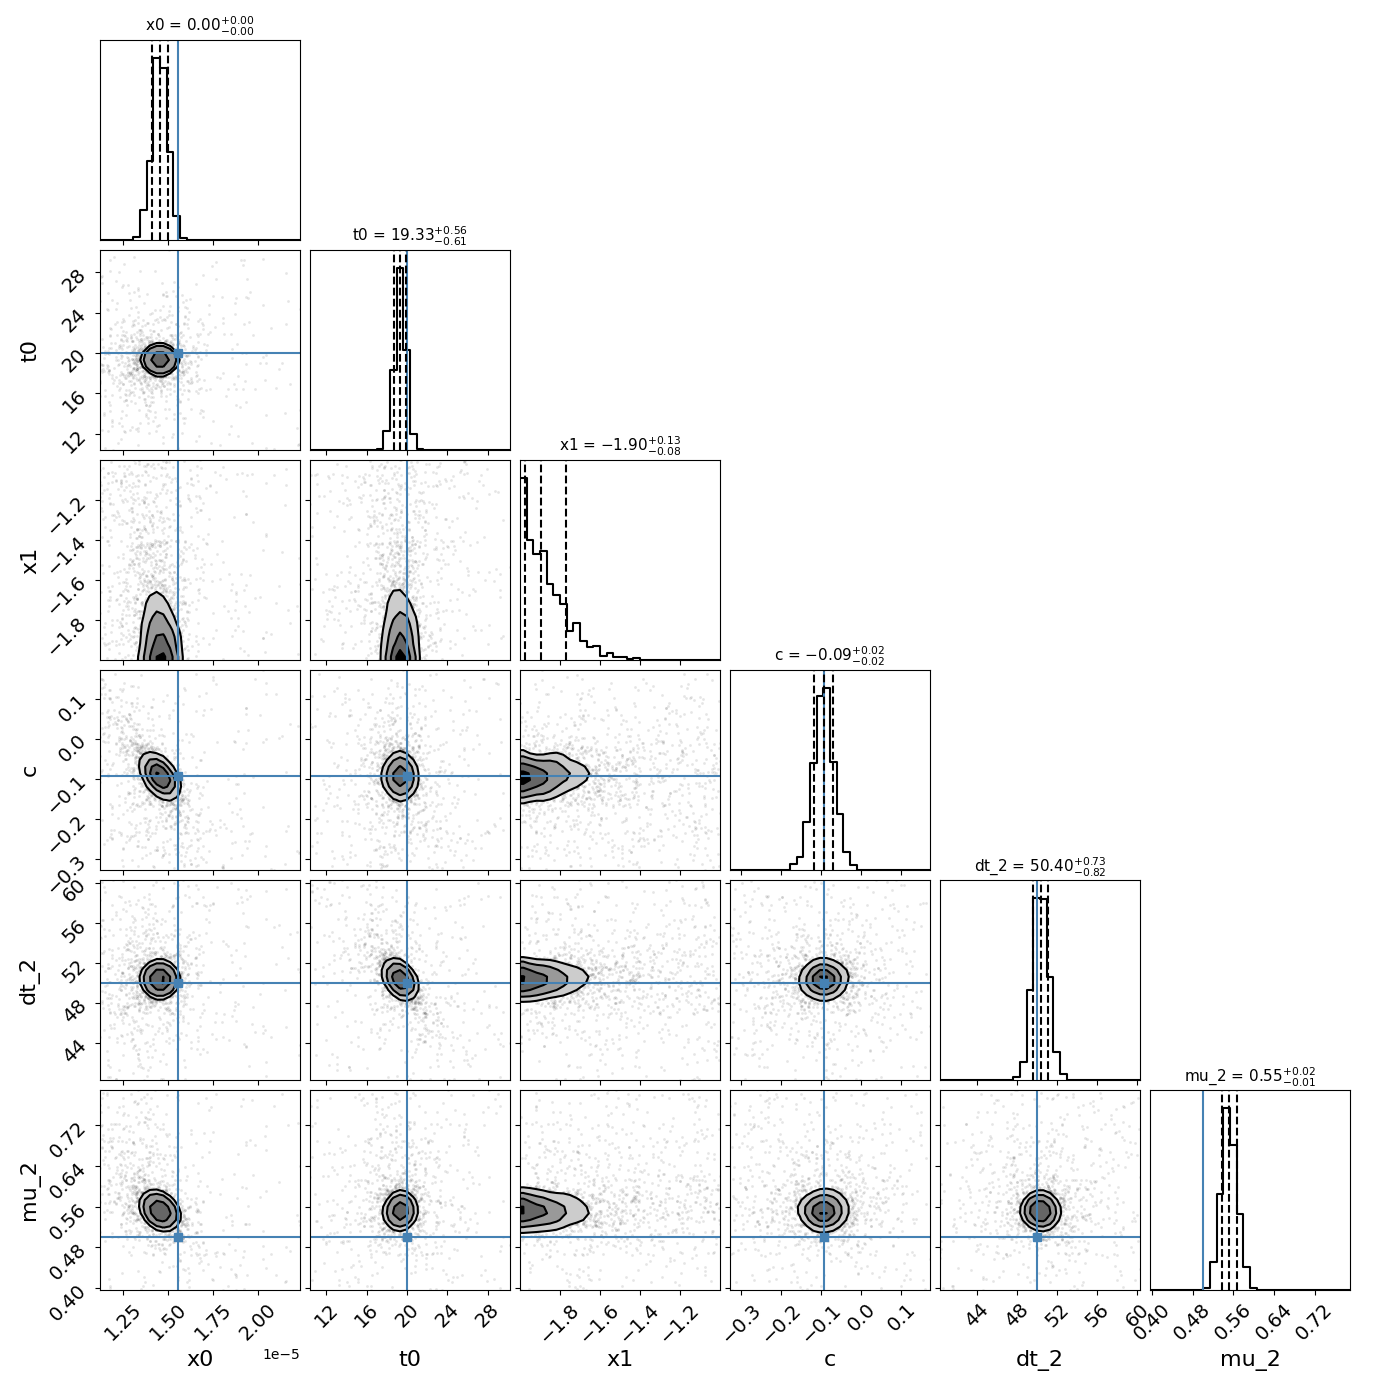 x0 = 0.00+0.00−0.00
t0 = 19.33+0.56−0.61
28
24
20
16
12
t0
x1 = −1.90+0.13−0.08
−1.2
−1.4
−1.6
−1.8
x1
c = −0.09+0.02−0.02
0.1
0.0
−0.1
−0.2
−0.3
c
dt_2 = 50.40+0.73−0.82
60
56
52
48
44
dt_2
mu_2 = 0.55+0.02−0.01
0.72
0.64
0.56
0.48
0.40
mu_2
1.25 1.50 1.75 2.00 12 16 20 24 28 −1.8 −1.6 −1.4 −1.2 −0.3 −0.2 −0.1 0.0 0.1 44 48 52 56 60 0.40 0.48 0.56 0.64 0.72
1e−5
x0 t0 x1 c dt_2 mu_2